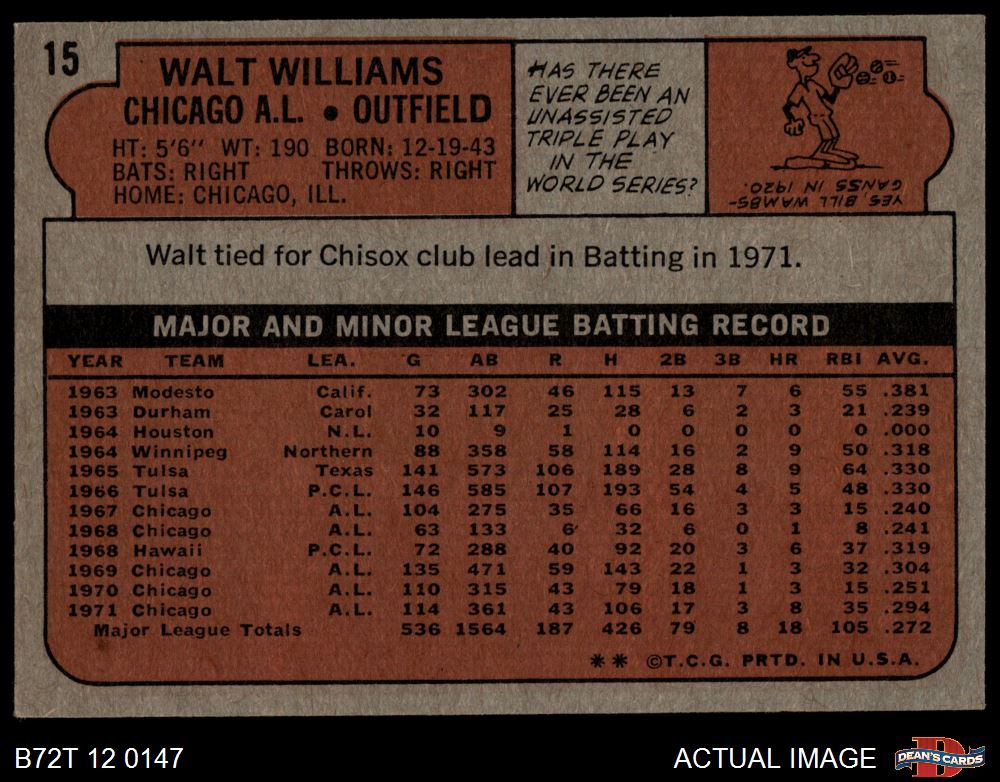 15
WALT WILLIAMS
CHICAGO A.L. • OUTFIELD
HT: 5'6" WT: 190 BORN: 12-19-43
BATS: RIGHT THROWS: RIGHT
HOME: CHICAGO, ILL.
HAS THERE
EVER BEEN AN
UNASSISTED
TRIPLE PLAY
IN THE
WORLD SERIES?
YES, BILL WAMBS-
GANSS IN 1920.
Walt tied for Chisox club lead in Batting in 1971.
MAJOR AND MINOR LEAGUE BATTING RECORD
YEAR TEAM LEA. G AB R H 2B 3B HR RBI AVG.
1963 Modesto Calif. 73 302 46 115 13 7 6 55 .381
1963 Durham Carol 32 117 25 28 6 2 3 21 .239
1964 Houston N.L. 10 9 1 0 0 0 0 0 .000
1964 Winnipeg Northern 88 358 58 114 16 2 9 50 .318
1965 Tulsa Texas 141 573 106 189 28 8 9 64 .330
1966 Tulsa P.C.L. 146 585 107 193 54 4 5 48 .330
1967 Chicago A.L. 104 275 35 66 16 3 3 15 .240
1968 Chicago A.L. 63 133 6 32 6 0 1 8 .241
1968 Hawaii P.C.L. 72 288 40 92 20 3 6 37 .319
1969 Chicago A.L. 135 471 59 143 22 1 3 32 .304
1970 Chicago A.L. 110 315 43 79 18 1 3 15 .251
1971 Chicago A.L. 114 361 43 106 17 3 8 35 .294
Major League Totals 536 1564 187 426 79 8 18 105 .272
** ©T.C.G. PRTD. IN U.S.A.
B72T 12 0147
ACTUAL IMAGE
DEAN'S CARDS